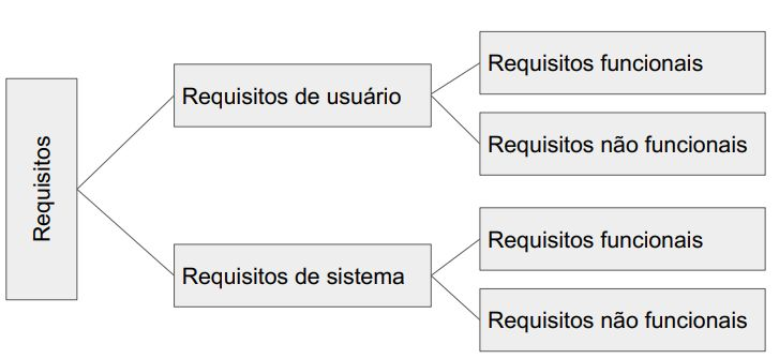 Requisitos
Requisitos de usuário
Requisitos funcionais
Requisitos não funcionais
Requisitos de sistema
Requisitos funcionais
Requisitos não funcionais